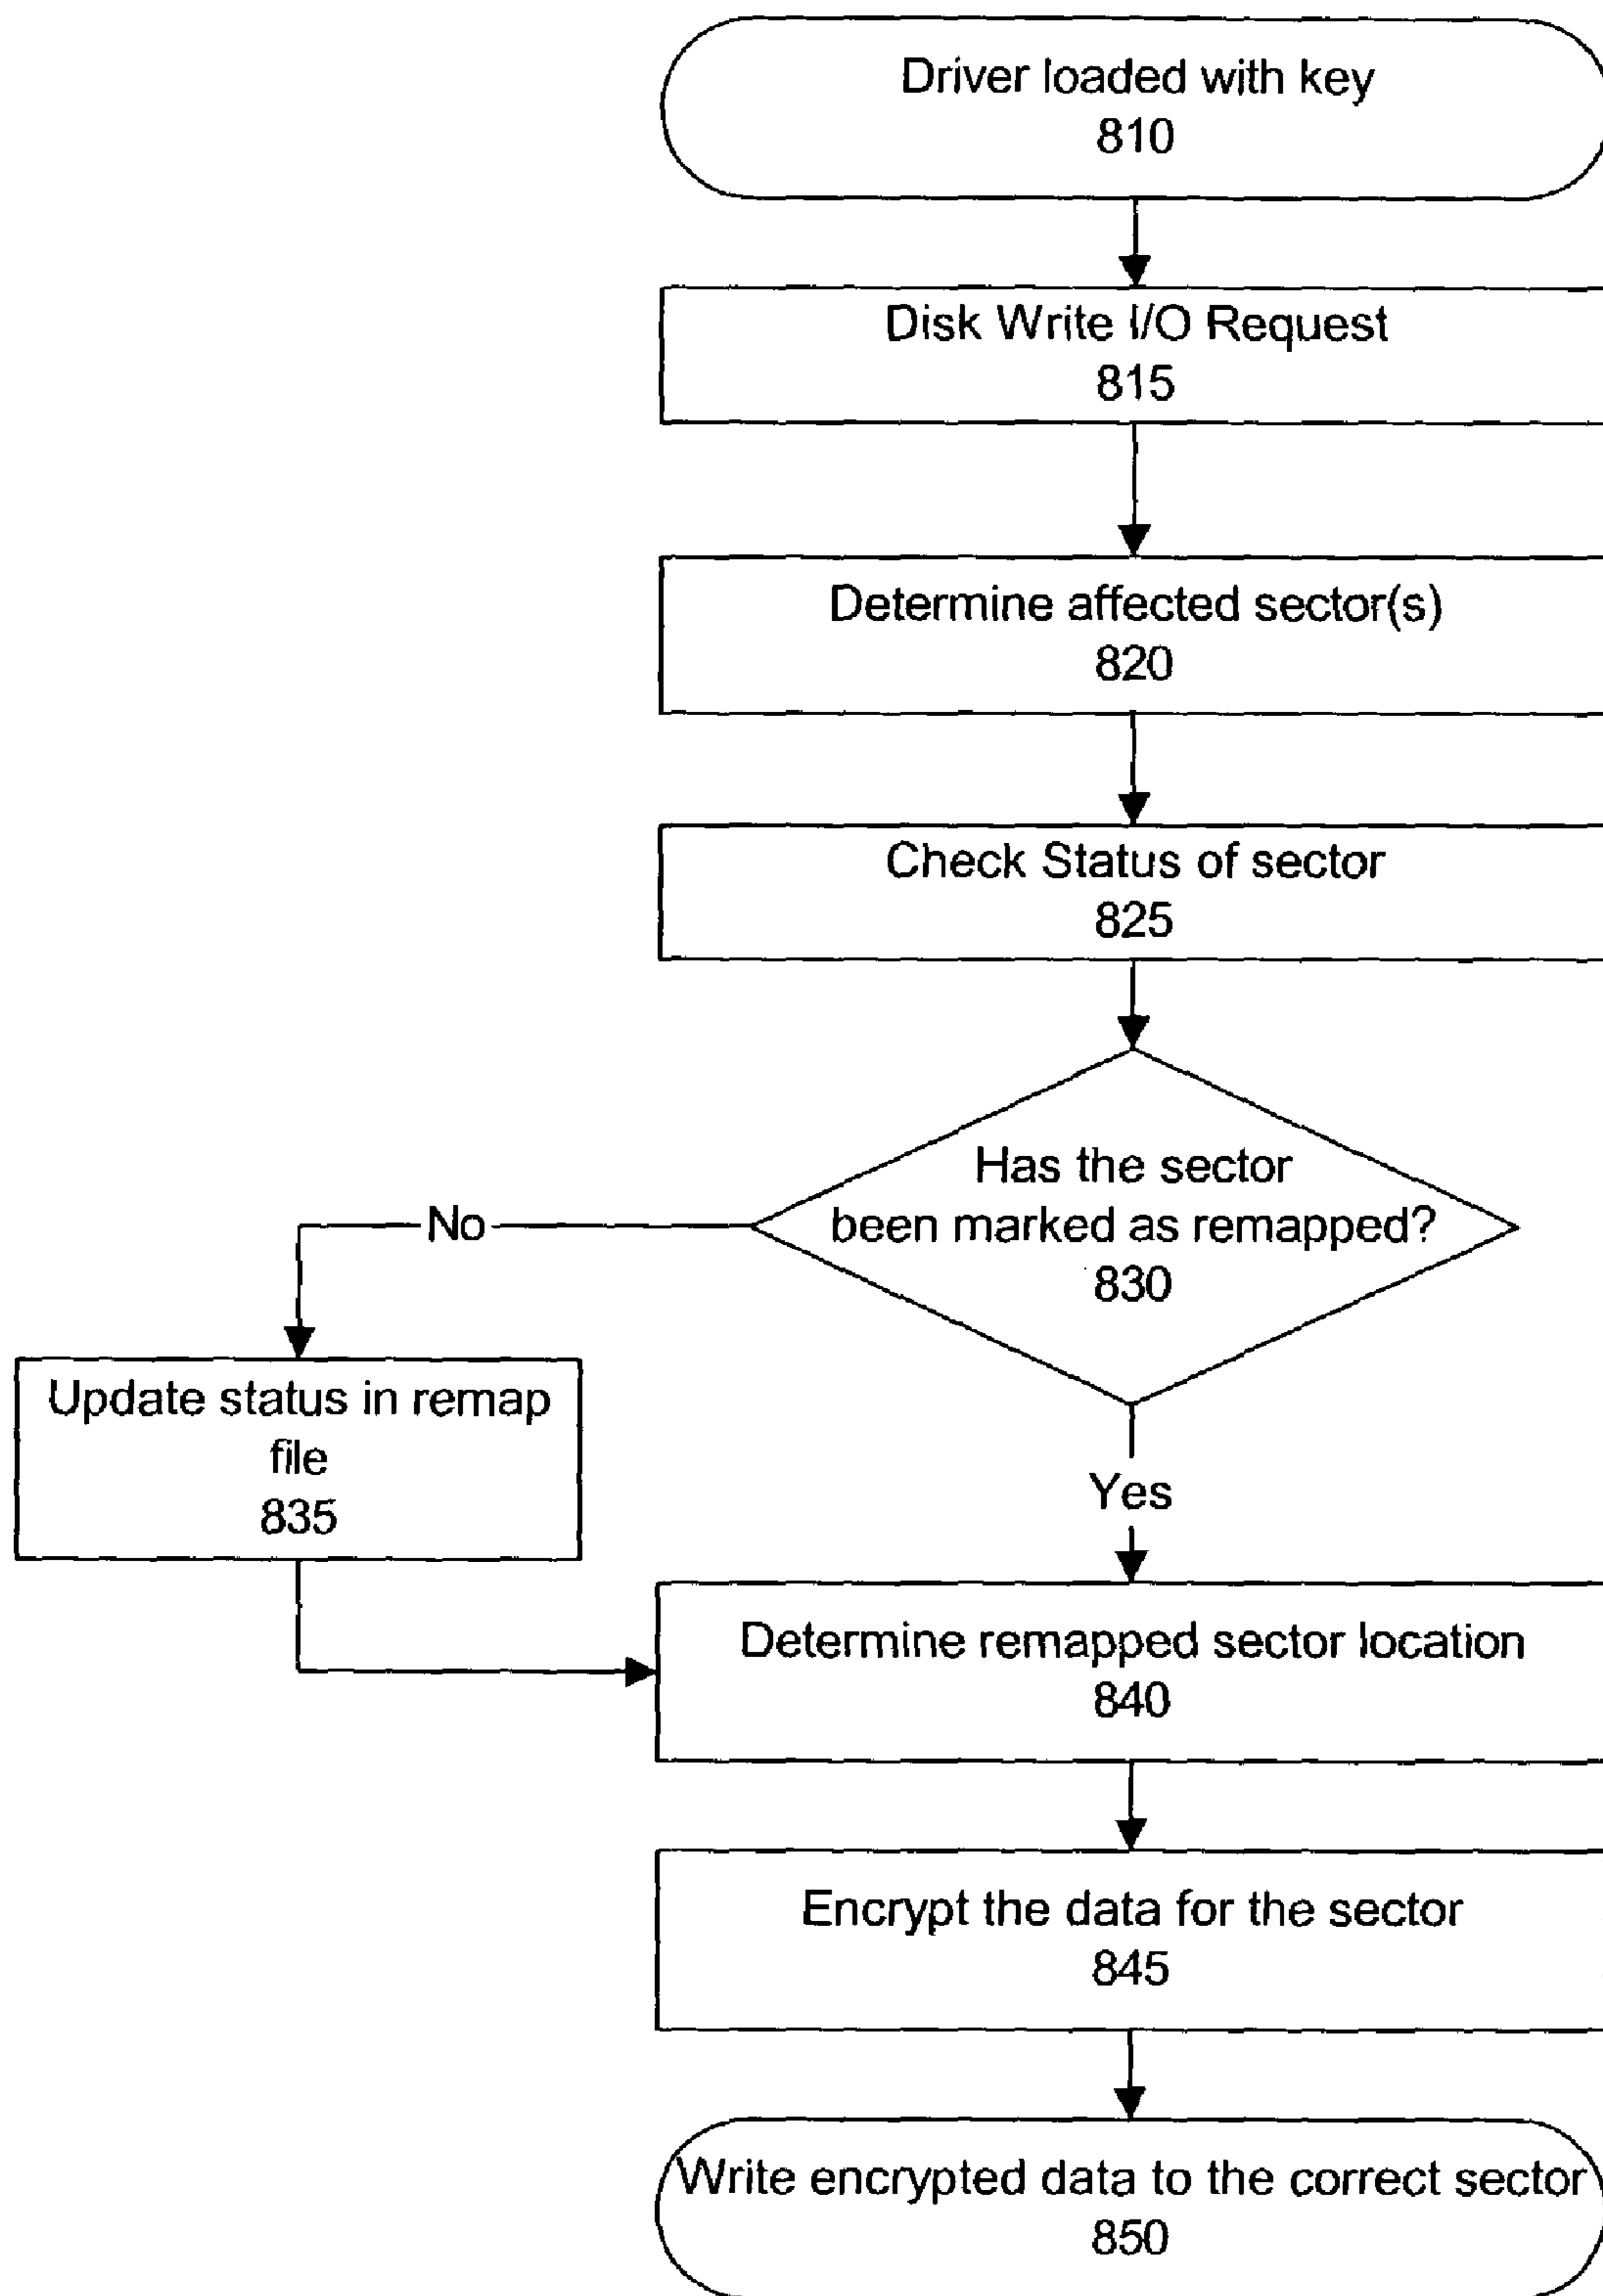 Driver loaded with key
810
Disk Write I/O Request
815
Determine affected sector(s)
820
Check Status of sector
825
Has the sector
been marked as remapped?
830
No
Update status in remap
file
835
Yes
Determine remapped sector location
840
Encrypt the data for the sector
845
Write encrypted data to the correct sector
850